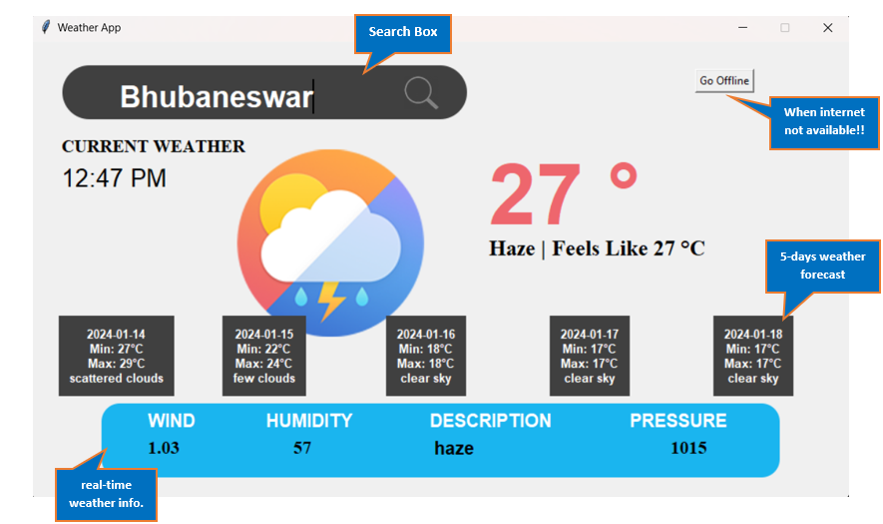 Weather App
Search Box
Bhubaneswar
Go Offline
When internet
not available!!
CURRENT WEATHER
12:47 PM
27 °
Haze | Feels Like 27 °C
5-days weather
forecast
2024-01-14
Min: 27°C
Max: 29°C
scattered clouds
2024-01-15
Min: 22°C
Max: 24°C
few clouds
2024-01-16
Min: 18°C
Max: 18°C
clear sky
2024-01-17
Min: 17°C
Max: 17°C
clear sky
2024-01-18
Min: 17°C
Max: 17°C
clear sky
WIND HUMIDITY DESCRIPTION PRESSURE
1.03 57 haze 1015
real-time
weather info.